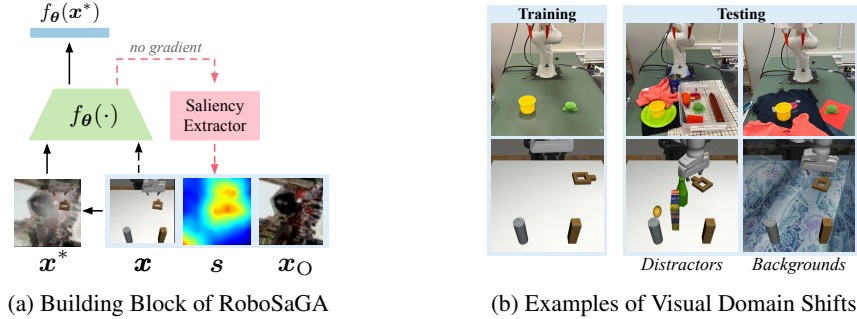 f_θ(x*)
no gradient
f_θ(·)
Saliency
Extractor
x* x s x_O
(a) Building Block of RoboSaGA
Training Testing
Distractors Backgrounds
(b) Examples of Visual Domain Shifts